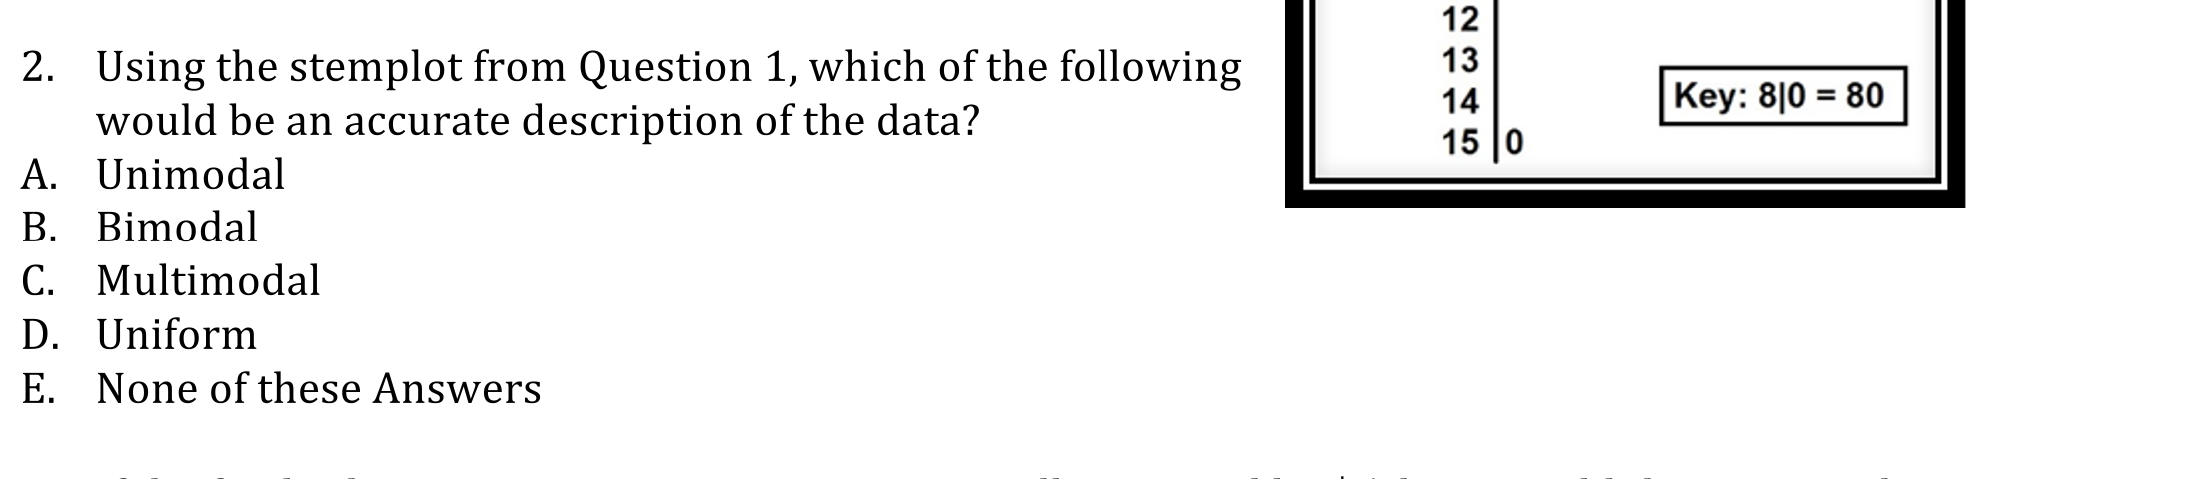 12
13
14
15 | 0
Key: 8|0 = 80
2. Using the stemplot from Question 1, which of the following
would be an accurate description of the data?
A. Unimodal
B. Bimodal
C. Multimodal
D. Uniform
E. None of these Answers